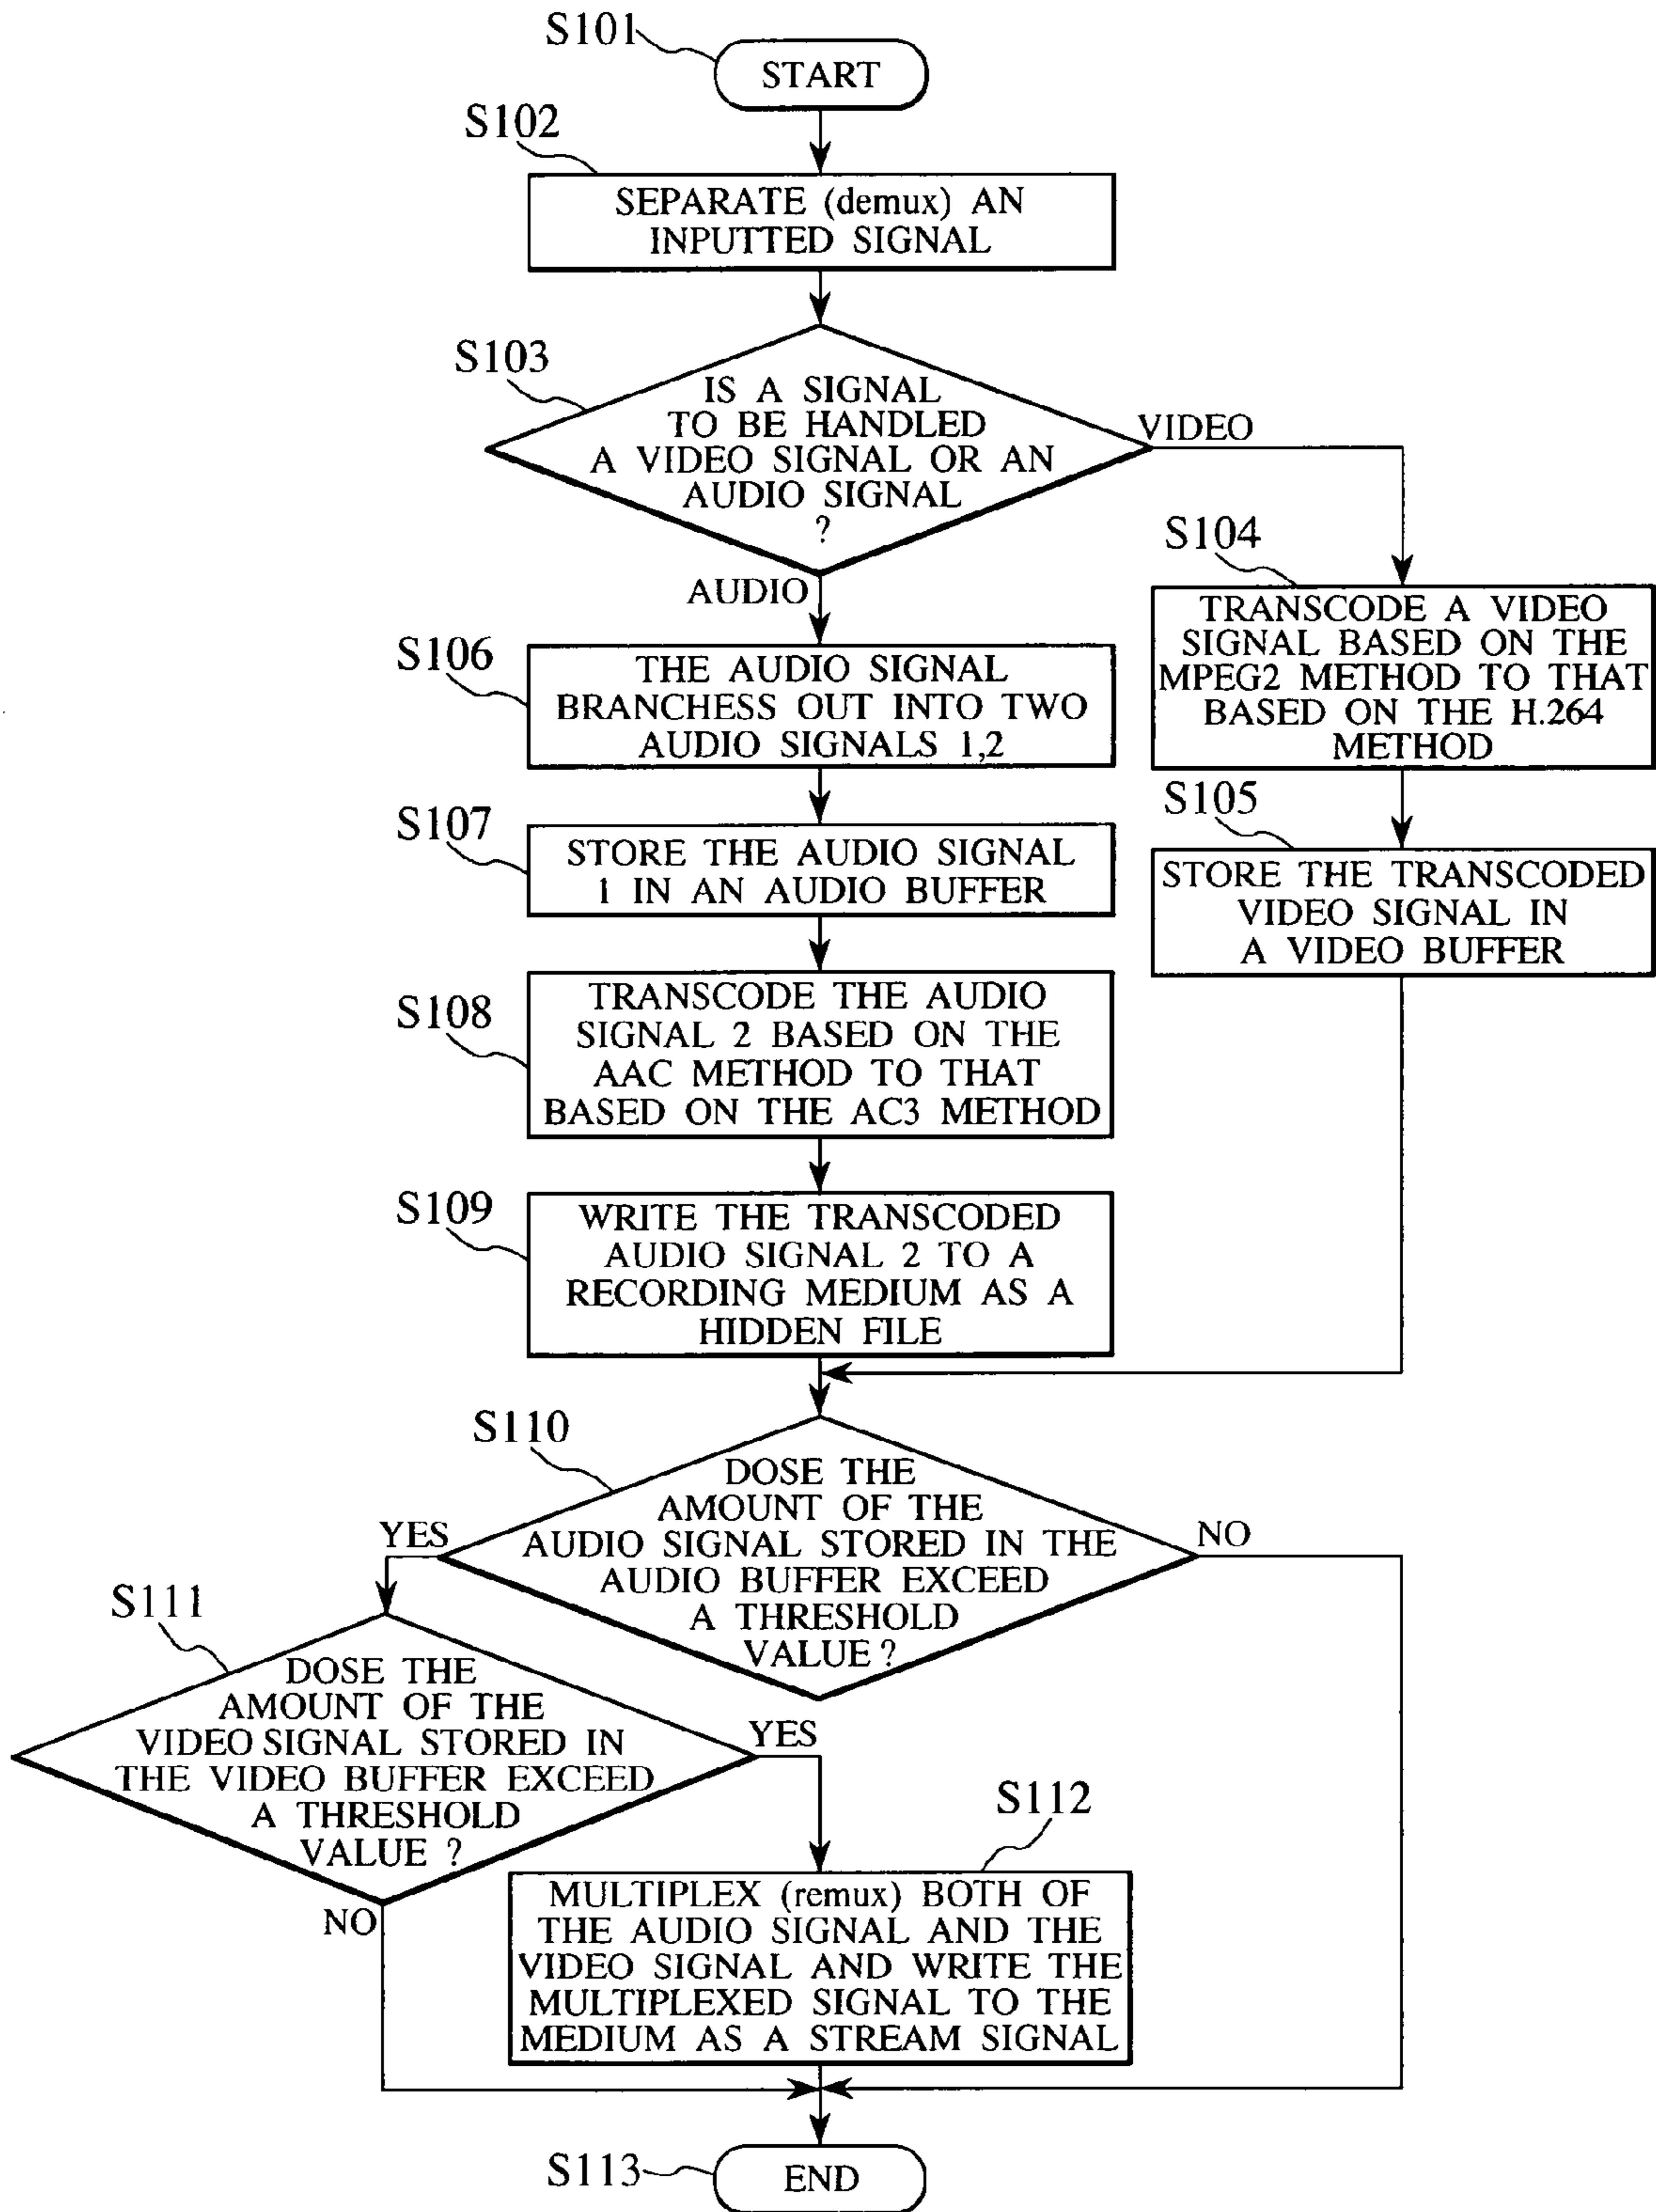 S101
START
S102
SEPARATE (demux) AN
INPUTTED SIGNAL
S103
IS A SIGNAL
TO BE HANDLED
A VIDEO SIGNAL OR AN
AUDIO SIGNAL
?
VIDEO
AUDIO
S104
TRANSCODE A VIDEO
SIGNAL BASED ON THE
MPEG2 METHOD TO THAT
BASED ON THE H.264
METHOD
S105
STORE THE TRANSCODED
VIDEO SIGNAL IN
A VIDEO BUFFER
S106
THE AUDIO SIGNAL
BRANCHESS OUT INTO TWO
AUDIO SIGNALS 1,2
S107
STORE THE AUDIO SIGNAL
1 IN AN AUDIO BUFFER
S108
TRANSCODE THE AUDIO
SIGNAL 2 BASED ON THE
AAC METHOD TO THAT
BASED ON THE AC3 METHOD
S109
WRITE THE TRANSCODED
AUDIO SIGNAL 2 TO A
RECORDING MEDIUM AS A
HIDDEN FILE
S110
DOSE THE
AMOUNT OF THE
AUDIO SIGNAL STORED IN THE
AUDIO BUFFER EXCEED
A THRESHOLD
VALUE ?
YES
NO
S111
DOSE THE
AMOUNT OF THE
VIDEO SIGNAL STORED IN
THE VIDEO BUFFER EXCEED
A THRESHOLD
VALUE ?
YES
NO
S112
MULTIPLEX (remux) BOTH OF
THE AUDIO SIGNAL AND THE
VIDEO SIGNAL AND WRITE THE
MULTIPLEXED SIGNAL TO THE
MEDIUM AS A STREAM SIGNAL
S113
END